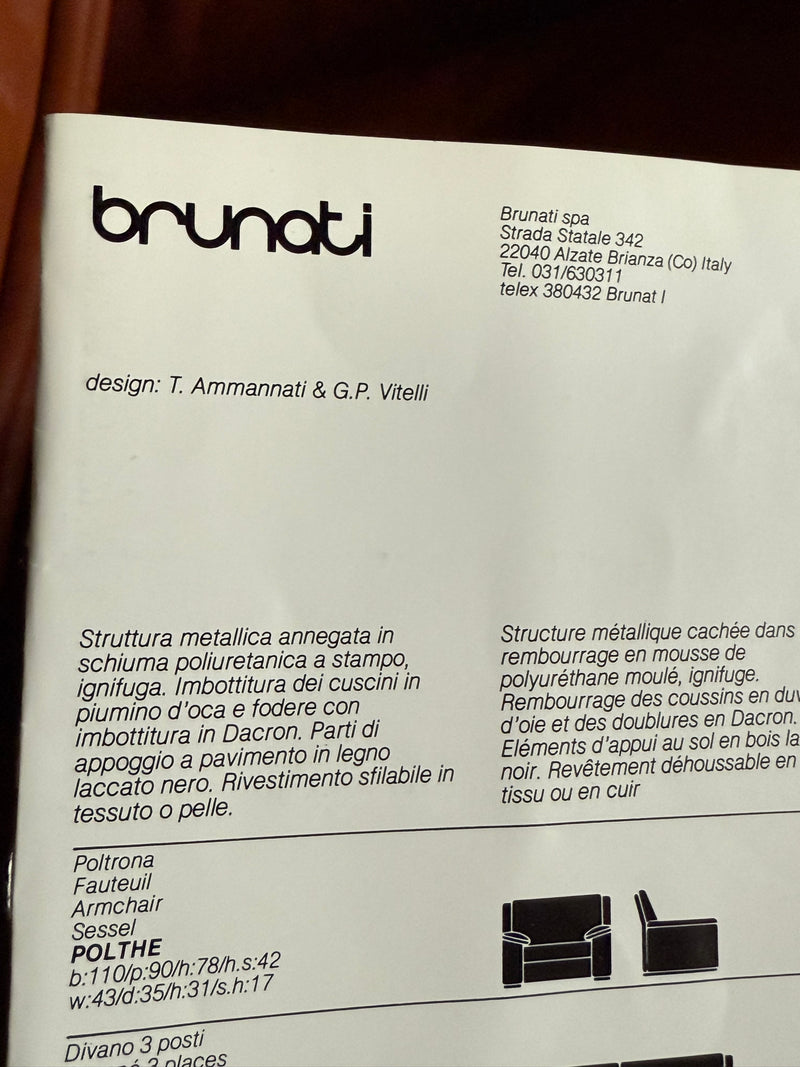 brunati
Brunati spa
Strada Statale 342
22040 Alzate Brianza (Co) Italy
Tel. 031/630311
telex 380432 Brunat I
design: T. Ammannati & G.P. Vitelli
Struttura metallica annegata in
schiuma poliuretanica a stampo,
ignifuga. Imbottitura dei cuscini in
piumino d'oca e fodere con
imbottitura in Dacron. Parti di
appoggio a pavimento in legno
laccato nero. Rivestimento sfilabile in
tessuto o pelle.
Structure métallique cachée dans
rembourrage en mousse de
polyuréthane moulé, ignifuge.
Rembourrage des coussins en
d'oie et des doublures en Dacron.
Eléments d'appui au sol en bois
noir. Revêtement déhoussable en
tissu ou en cuir
Poltrona
Fauteuil
Armchair
Sessel
POLTHE
b:110/p:90/h:78/h.s:42
w:43/d:35/h:31/s.h:17
Divano 3 posti
3 places